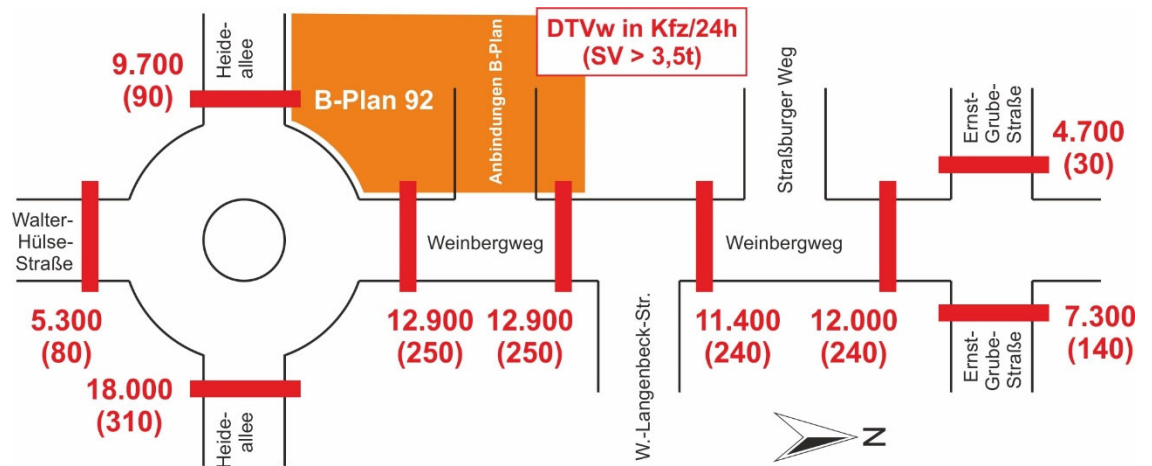 DTVw in Kfz/24h
(SV > 3,5t)
Heide-
allee
9.700
(90)
B-Plan 92
Anbindungen B-Plan
Straßburger Weg
Ernst-
Grube-
Straße
4.700
(30)
Walter-
Hülse-
Straße
Weinbergweg
Weinbergweg
5.300
(80)
12.900
(250)
12.900
(250)
11.400
(240)
12.000
(240)
7.300
(140)
Ernst-
Grube-
Straße
18.000
(310)
Heide-
allee
W.-Langenbeck-Str.
N